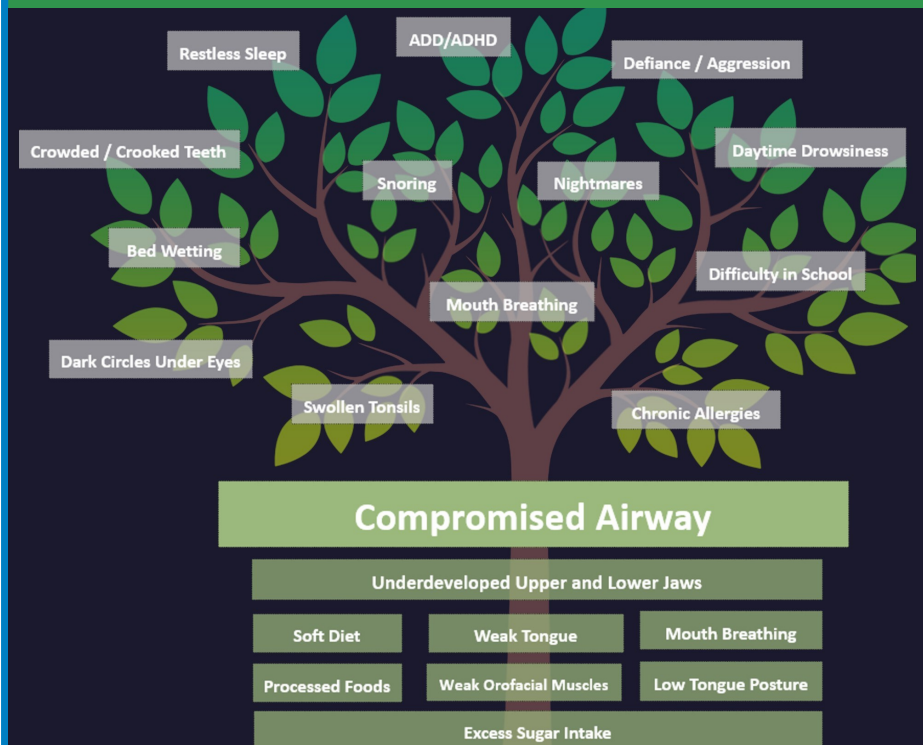 ADD/ADHD
Restless Sleep
Defiance / Aggression
Crowded / Crooked Teeth
Daytime Drowsiness
Snoring
Nightmares
Bed Wetting
Difficulty in School
Mouth Breathing
Dark Circles Under Eyes
Swollen Tonsils
Chronic Allergies
Compromised Airway
Underdeveloped Upper and Lower Jaws
Soft Diet
Weak Tongue
Mouth Breathing
Processed Foods
Weak Orofacial Muscles
Low Tongue Posture
Excess Sugar Intake